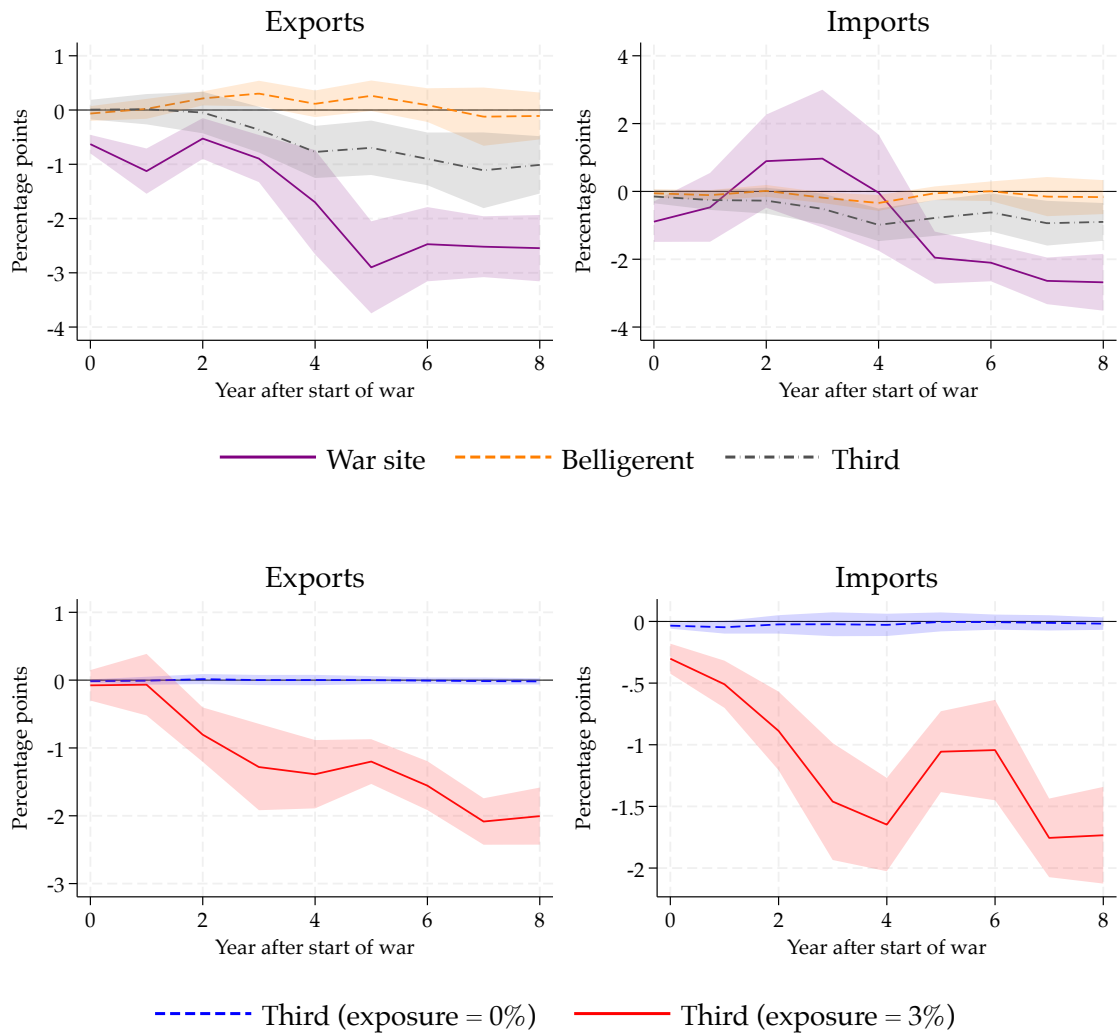 Exports
Imports
Percentage points
1
0
-1
-2
-3
-4
0 2 4 6 8
Year after start of war
Percentage points
4
2
0
-2
-4
0 2 4 6 8
Year after start of war
War site Belligerent Third
Exports
Imports
Percentage points
1
0
-1
-2
-3
0 2 4 6 8
Year after start of war
Percentage points
0
-.5
-1
-1.5
-2
0 2 4 6 8
Year after start of war
Third (exposure = 0%) Third (exposure = 3%)